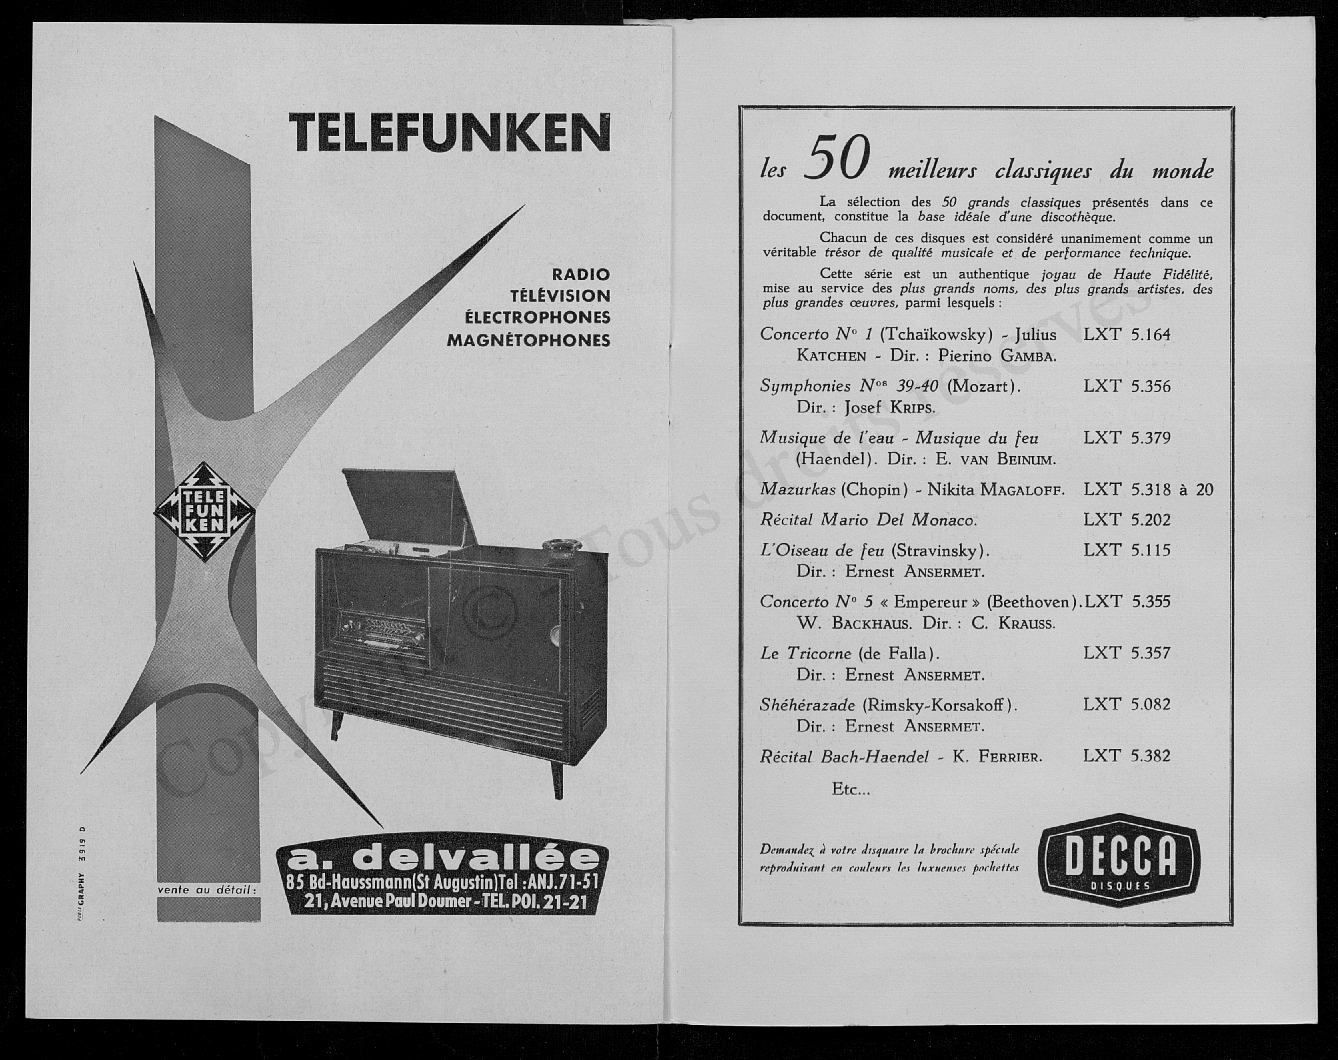 TELEFUNKEN
RADIO
TÉLÉVISION
ÉLECTROPHONES
MAGNÉTOPHONES
TELE
FUN
KEN
vente au détail :
a. delvallée
85 Bd-Haussmann (St Augustin) Tel : ANJ. 71-51
21, Avenue Paul Doumer - TEL. POI. 21-21
GRAPHY 3919 D
les 50 meilleurs classiques du monde
La sélection des 50 grands classiques présentés dans ce
document, constitue la base idéale d'une discothèque.
Chacun de ces disques est considéré unanimement comme un
véritable trésor de qualité musicale et de performance technique.
Cette série est un authentique joyau de Haute Fidélité,
mise au service des plus grands noms, des plus grands artistes, des
plus grandes œuvres, parmi lesquels :
Concerto N° 1 (Tchaïkowsky) - Julius LXT 5.164
KATCHEN - Dir. : Pierino GAMBA.
Symphonies Nos 39-40 (Mozart). LXT 5.356
Dir. : Josef KRIPS.
Musique de l'eau - Musique du feu LXT 5.379
(Haendel). Dir. : E. VAN BEINUM.
Mazurkas (Chopin) - Nikita MAGALOFF. LXT 5.318 à 20
Récital Mario Del Monaco. LXT 5.202
L'Oiseau de feu (Stravinsky). LXT 5.115
Dir. : Ernest ANSERMET.
Concerto N° 5 « Empereur » (Beethoven). LXT 5.355
W. BACKHAUS. Dir. : C. KRAUSS.
Le Tricorne (de Falla). LXT 5.357
Dir. : Ernest ANSERMET.
Shéhérazade (Rimsky-Korsakoff). LXT 5.082
Dir. : Ernest ANSERMET.
Récital Bach-Haendel - K. FERRIER. LXT 5.382
Etc...
Demandez à votre disquaire la brochure spéciale
reproduisant en couleurs les luxueuses pochettes
DECCA
DISQUES
Copyright © - Tous droits réservés.